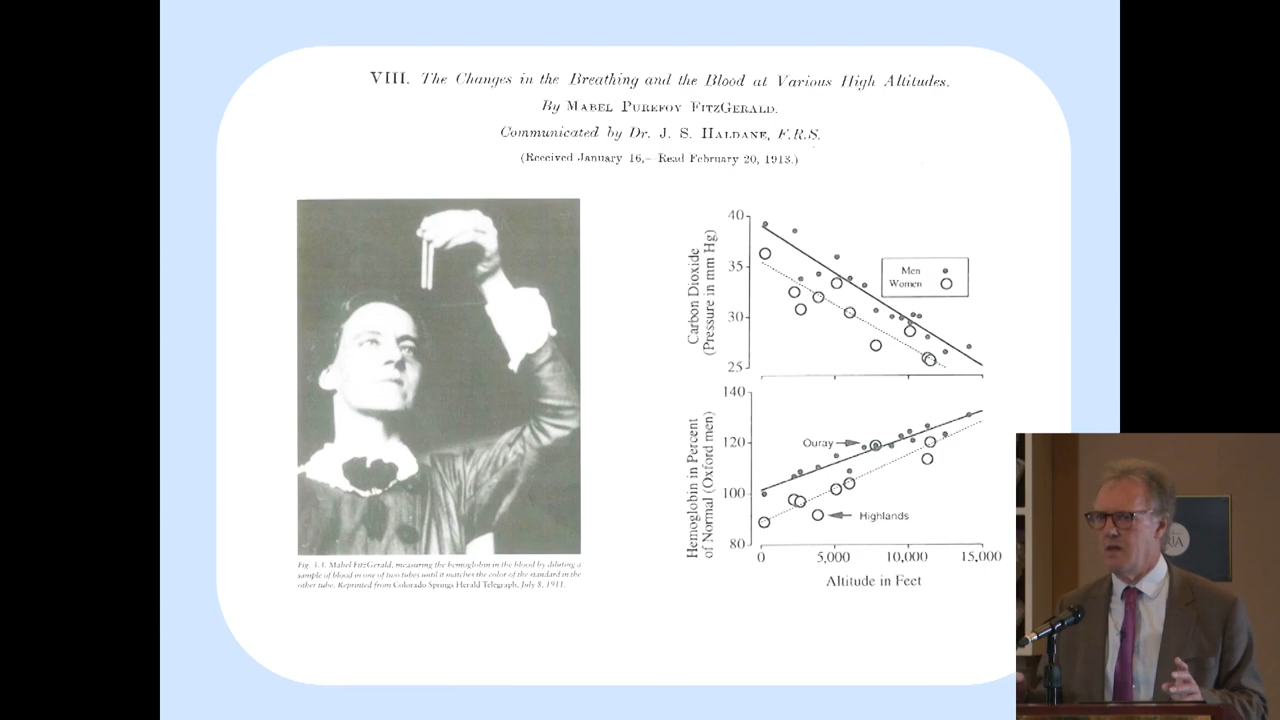 VIII. The Changes in the Breathing and the Blood at Various High Altitudes.
By MABEL PUREFOY FITZGERALD.
Communicated by Dr. J. S. HALDANE, F.R.S.
(Received January 16,—Read February 20, 1913.)
Fig. 3.3. Mabel FitzGerald, measuring the hemoglobin in the blood by diluting a
sample of blood in one of two tubes until it matches the color of the standard in the
other tube. Reprinted from Colorado Springs Herald Telegraph, July 8, 1911.
Carbon Dioxide
(Pressure in mm Hg)
40
35
30
25
Men
Women
Hemoglobin in Percent
of Normal (Oxford men)
140
120
100
80
Ouray
Highlands
0 5,000 10,000 15,000
Altitude in Feet